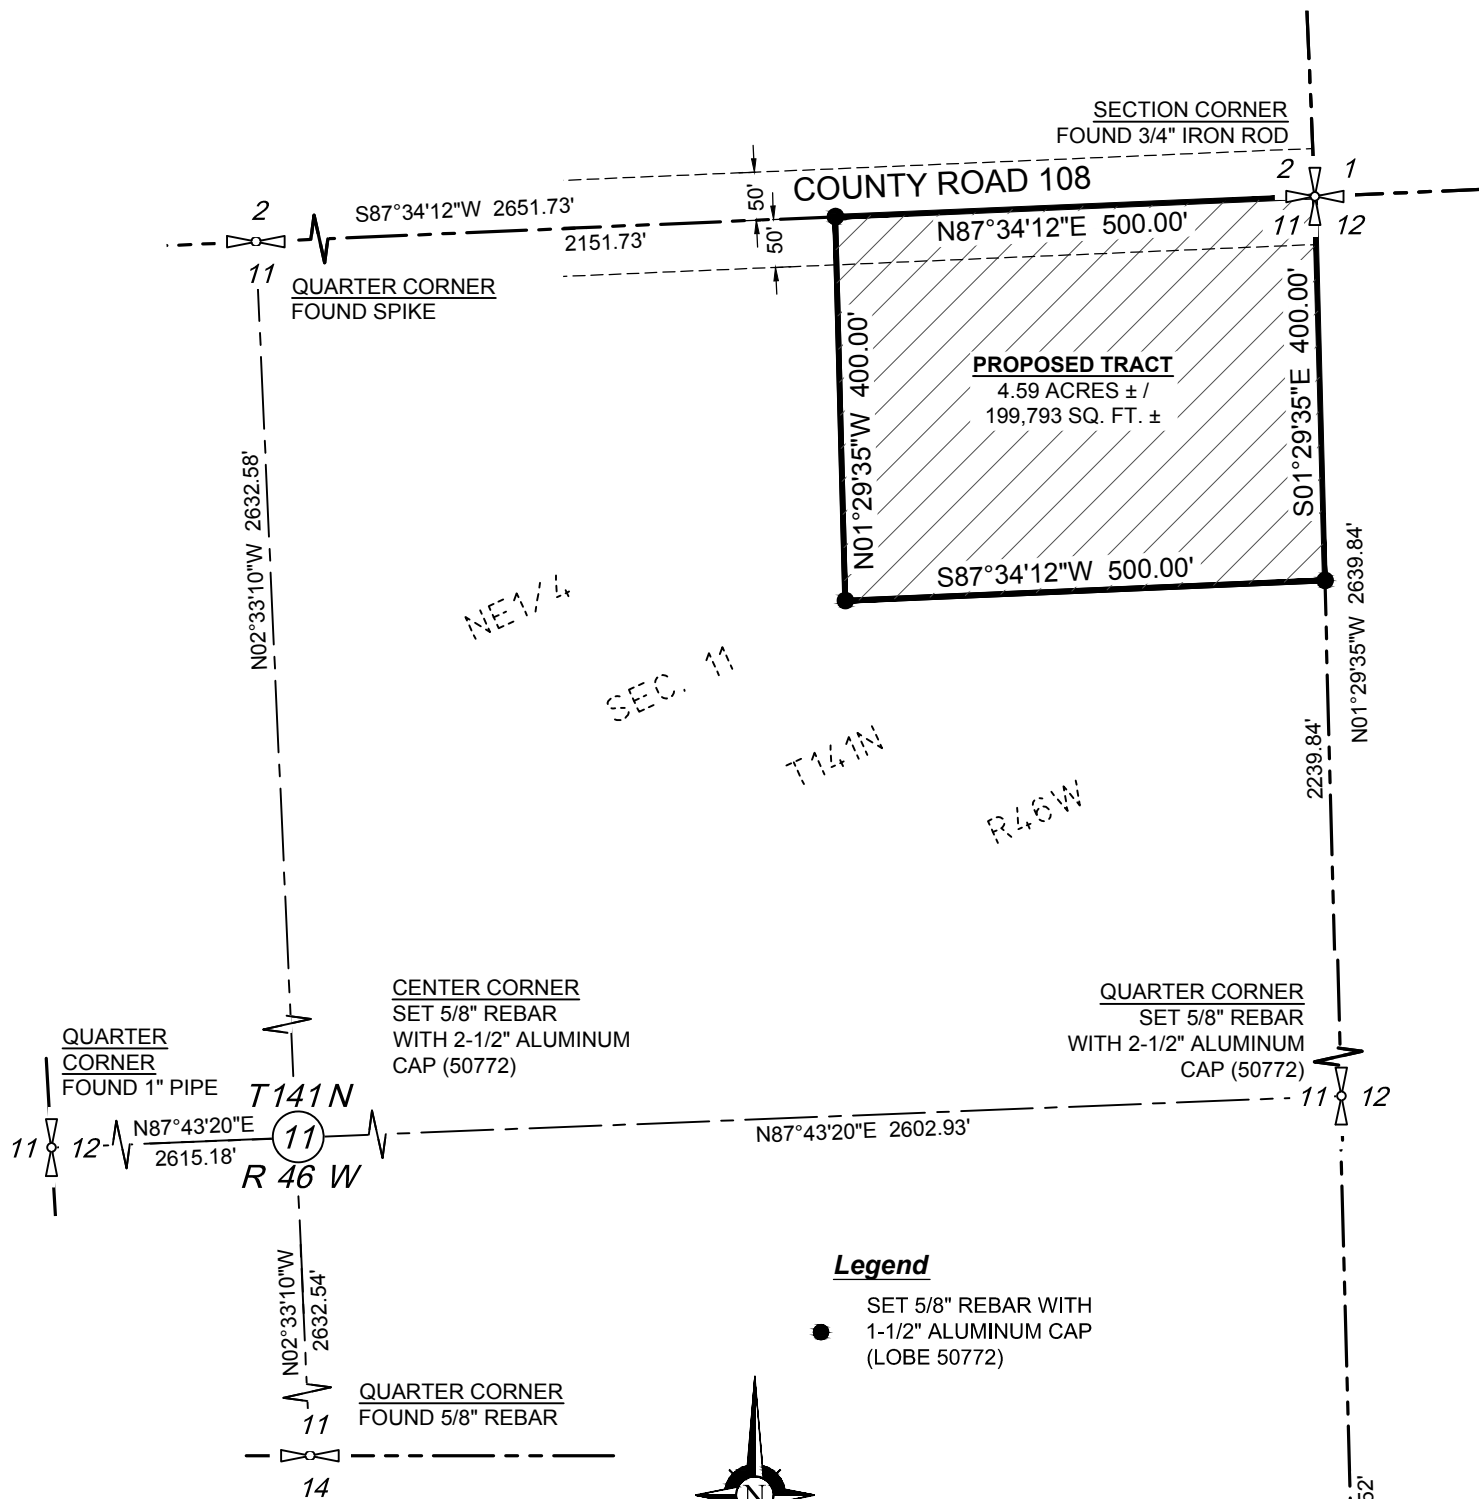 SECTION CORNER
FOUND 3/4" IRON ROD
2 1
11 12
COUNTY ROAD 108
50'
50'
2
11
S87°34'12"W 2651.73'
2151.73'
N87°34'12"E 500.00'
QUARTER CORNER
FOUND SPIKE
PROPOSED TRACT
4.59 ACRES ± /
199,793 SQ. FT. ±
N01°29'35"W 400.00'
S01°29'35"E 400.00'
S87°34'12"W 500.00'
N02°33'10"W 2632.58'
N01°29'35"W 2639.84'
2239.84'
NE1/4
SEC. 11
T141N
R46W
CENTER CORNER
SET 5/8" REBAR
WITH 2-1/2" ALUMINUM
CAP (50772)
QUARTER CORNER
SET 5/8" REBAR
WITH 2-1/2" ALUMINUM
CAP (50772)
11 12
QUARTER
CORNER
FOUND 1" PIPE
11 12
N87°43'20"E
2615.18'
T 141 N
11
R 46 W
N87°43'20"E 2602.93'
N02°33'10"W
2632.54'
Legend
SET 5/8" REBAR WITH
1-1/2" ALUMINUM CAP
(LOBE 50772)
QUARTER CORNER
FOUND 5/8" REBAR
11
14
N